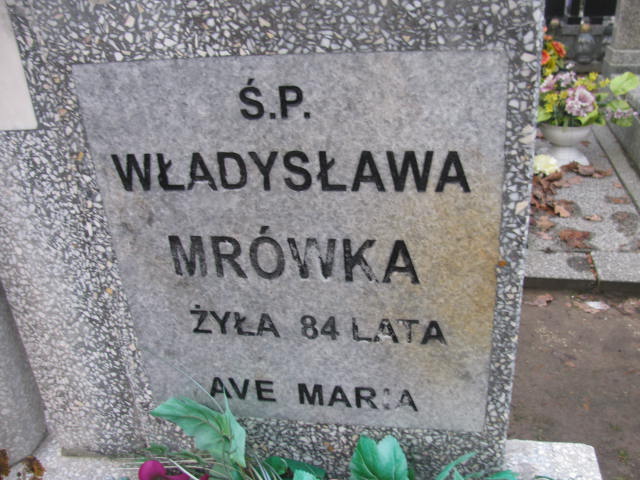 Ś.P.
WŁADYSŁAWA
MRÓWKA
ŻYŁA 84 LATA
AVE MARIA